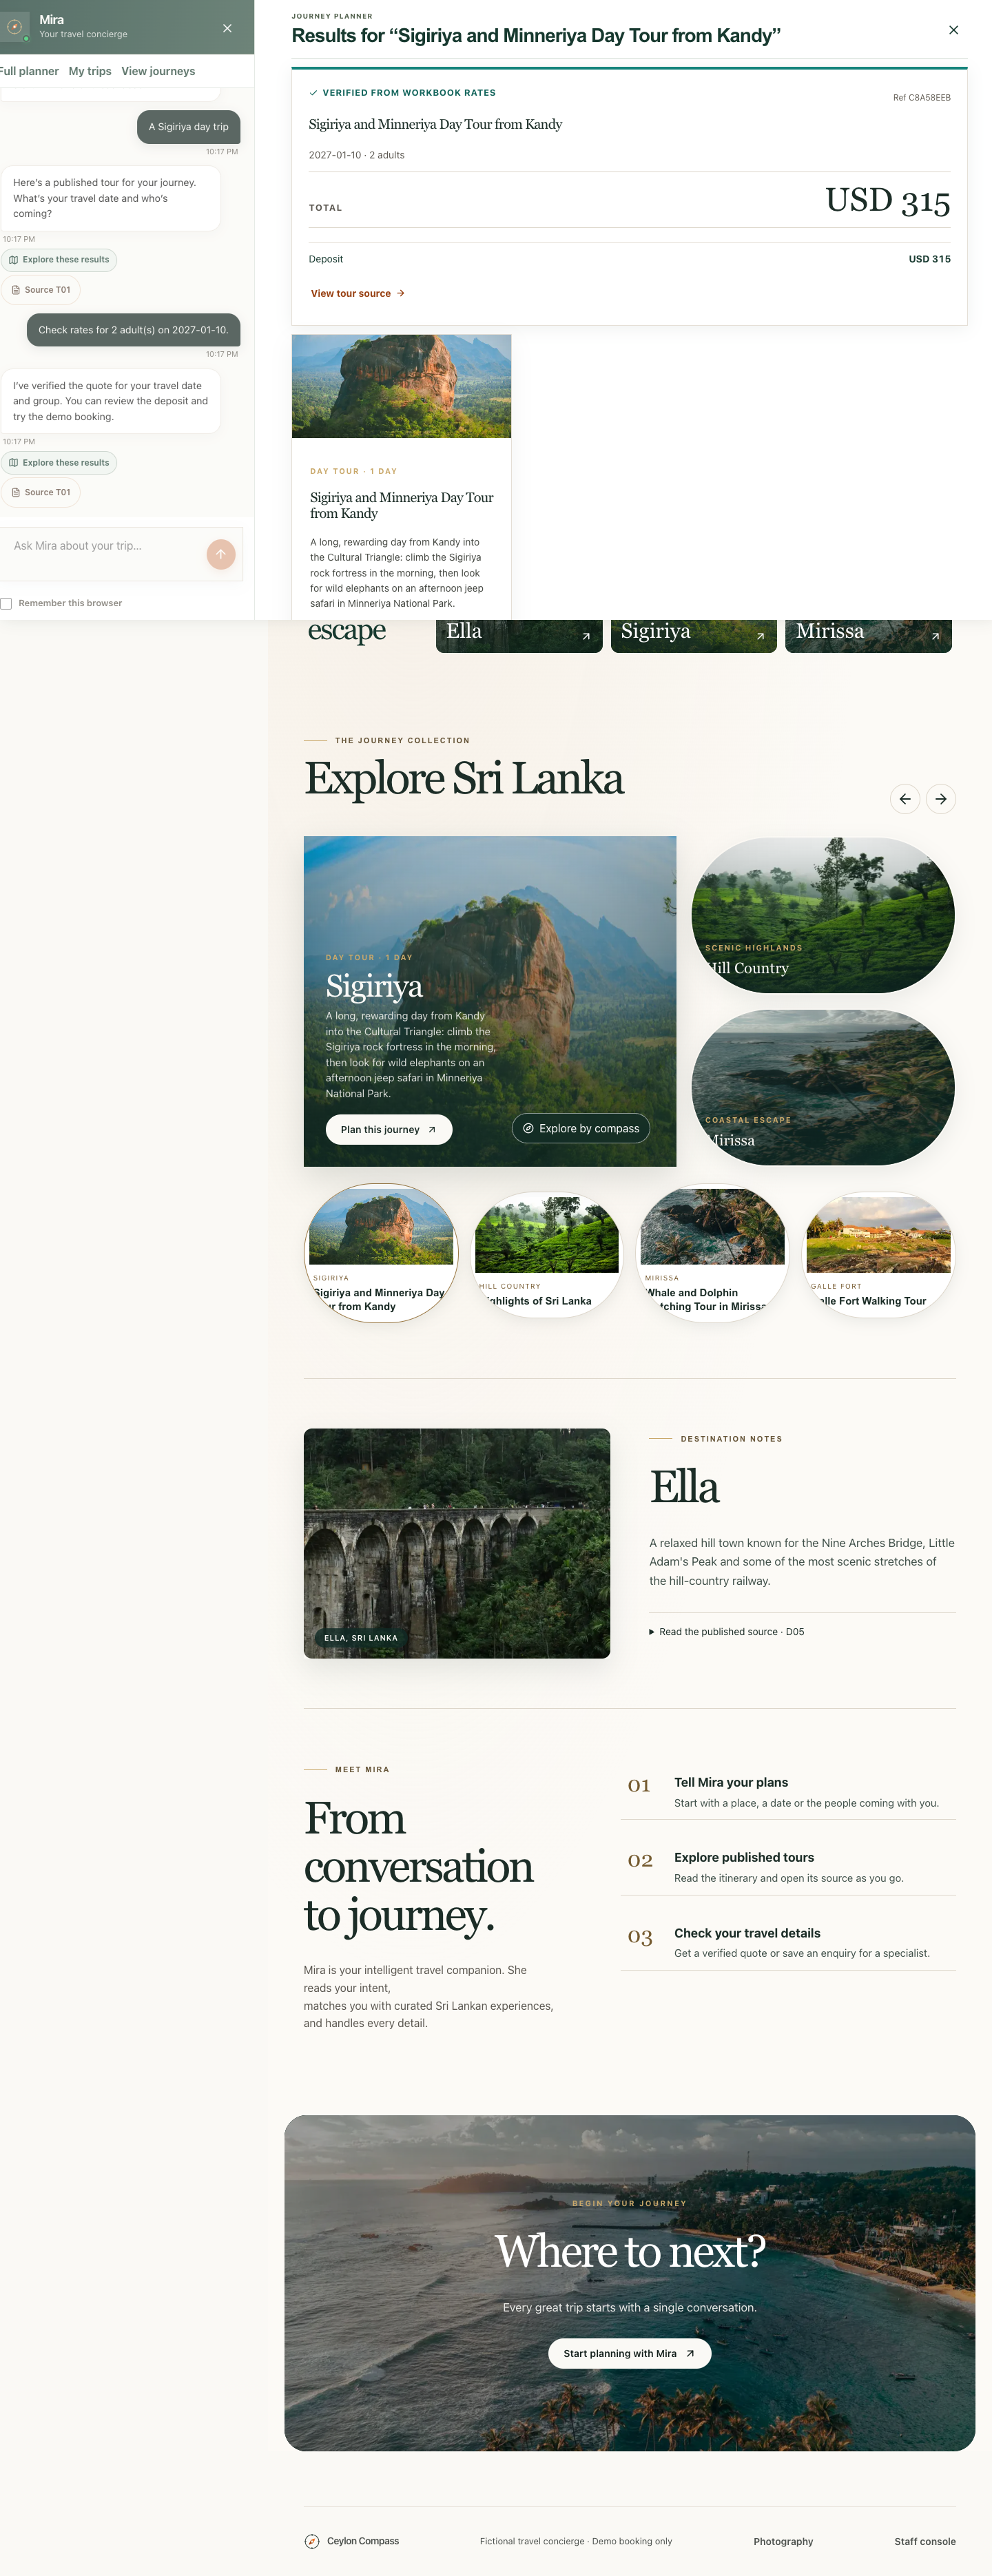 Mira
Your travel concierge
Full planner My trips View journeys
A Sigiriya day trip
10:17 PM
Here's a published tour for your journey.
What's your travel date and who's
coming?
10:17 PM
Explore these results
Source T01
Check rates for 2 adult(s) on 2027-01-10.
10:17 PM
I've verified the quote for your travel date
and group. You can review the deposit and
try the demo booking.
10:17 PM
Explore these results
Source T01
Ask Mira about your trip...
Remember this browser
JOURNEY PLANNER
Results for “Sigiriya and Minneriya Day Tour from Kandy”
VERIFIED FROM WORKBOOK RATES
Ref C8A58EEB
Sigiriya and Minneriya Day Tour from Kandy
2027-01-10 · 2 adults
TOTAL
USD 315
Deposit
USD 315
View tour source
DAY TOUR · 1 DAY
Sigiriya and Minneriya Day Tour
from Kandy
A long, rewarding day from Kandy into
the Cultural Triangle: climb the Sigiriya
rock fortress in the morning, then look
for wild elephants on an afternoon jeep
safari in Minneriya National Park.
escape
Ella
Sigiriya
Mirissa
THE JOURNEY COLLECTION
Explore Sri Lanka
DAY TOUR · 1 DAY
Sigiriya
A long, rewarding day from Kandy
into the Cultural Triangle: climb the
Sigiriya rock fortress in the morning,
then look for wild elephants on an
afternoon jeep safari in Minneriya
National Park.
Plan this journey
Explore by compass
SCENIC HIGHLANDS
Hill Country
COASTAL ESCAPE
Mirissa
SIGIRIYA
Sigiriya and Minneriya Day
Tour from Kandy
HILL COUNTRY
Highlights of Sri Lanka
MIRISSA
Whale and Dolphin
Watching Tour in Mirissa
GALLE FORT
Galle Fort Walking Tour
ELLA, SRI LANKA
DESTINATION NOTES
Ella
A relaxed hill town known for the Nine Arches Bridge, Little
Adam's Peak and some of the most scenic stretches of
the hill-country railway.
Read the published source · D05
MEET MIRA
From
conversation
to journey.
Mira is your intelligent travel companion. She
reads your intent,
matches you with curated Sri Lankan experiences,
and handles every detail.
01
Tell Mira your plans
Start with a place, a date or the people coming with you.
02
Explore published tours
Read the itinerary and open its source as you go.
03
Check your travel details
Get a verified quote or save an enquiry for a specialist.
BEGIN YOUR JOURNEY
Where to next?
Every great trip starts with a single conversation.
Start planning with Mira
Ceylon Compass
Fictional travel concierge · Demo booking only
Photography
Staff console